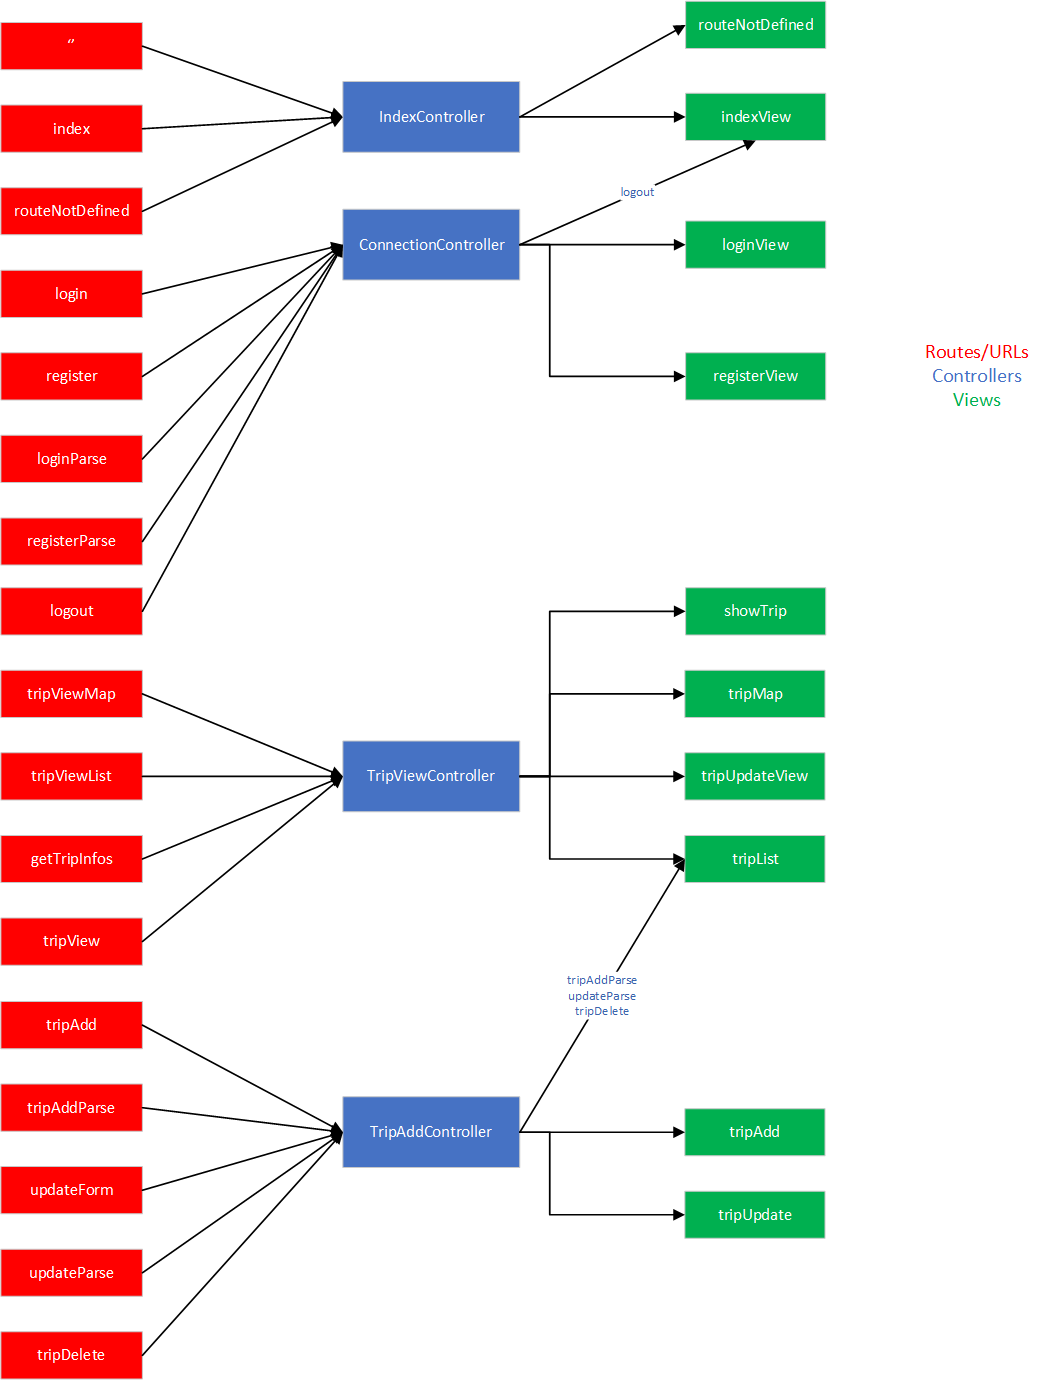 ‘’
index
routeNotDefined
login
register
loginParse
registerParse
logout
tripViewMap
tripViewList
getTripInfos
tripView
tripAdd
tripAddParse
updateForm
updateParse
tripDelete
IndexController
ConnectionController
TripViewController
TripAddController
logout
tripAddParse
updateParse
tripDelete
routeNotDefined
indexView
loginView
registerView
showTrip
tripMap
tripUpdateView
tripList
tripAdd
tripUpdate
Routes/URLs
Controllers
Views